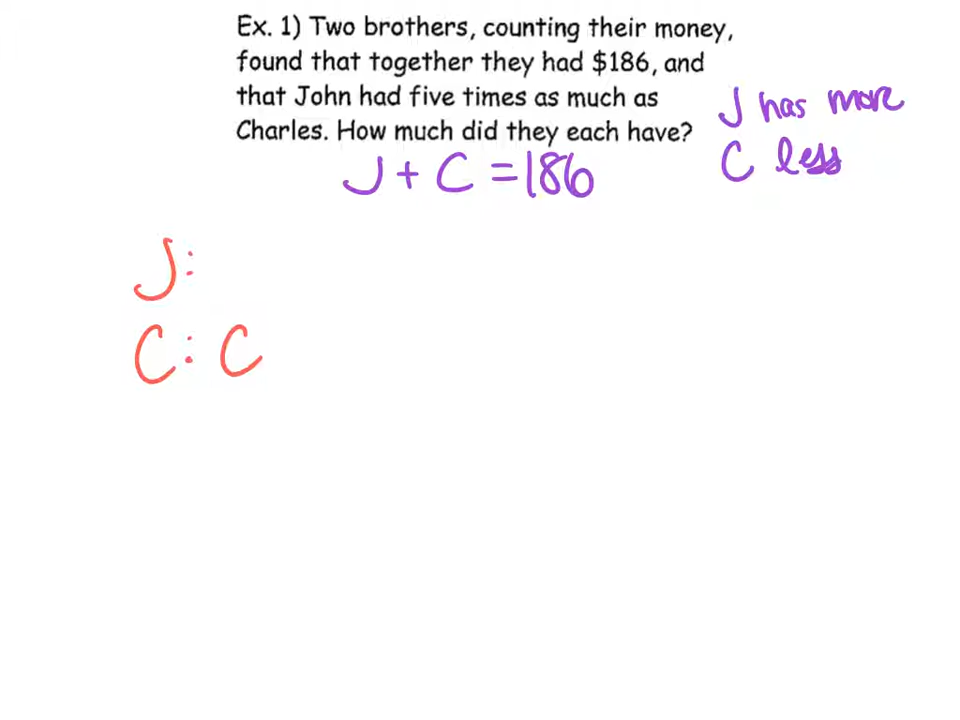 Ex. 1) Two brothers, counting their money,
found that together they had $186, and
that John had five times as much as
Charles. How much did they each have?
J has more
C less
J + C = 186
J:
C: C